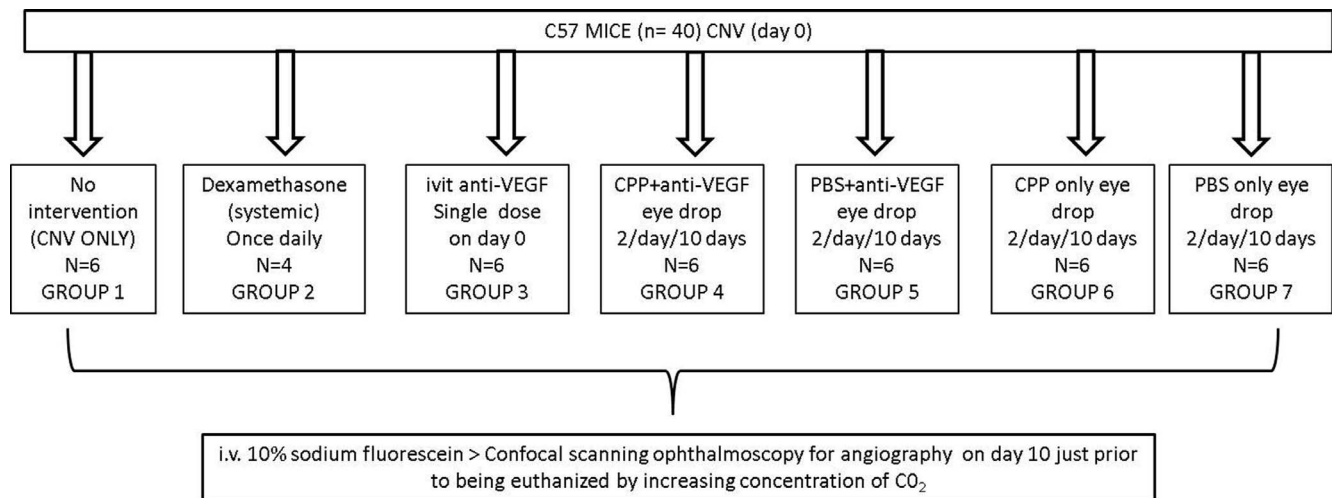 C57 MICE (n= 40) CNV (day 0)
No
intervention
(CNV ONLY)
N=6
GROUP 1
Dexamethasone
(systemic)
Once daily
N=4
GROUP 2
ivit anti-VEGF
Single dose
on day 0
N=6
GROUP 3
CPP+anti-VEGF
eye drop
2/day/10 days
N=6
GROUP 4
PBS+anti-VEGF
eye drop
2/day/10 days
N=6
GROUP 5
CPP only eye
drop
2/day/10 days
N=6
GROUP 6
PBS only eye
drop
2/day/10 days
N=6
GROUP 7
i.v. 10% sodium fluorescein > Confocal scanning ophthalmoscopy for angiography on day 10 just prior
to being euthanized by increasing concentration of C0₂